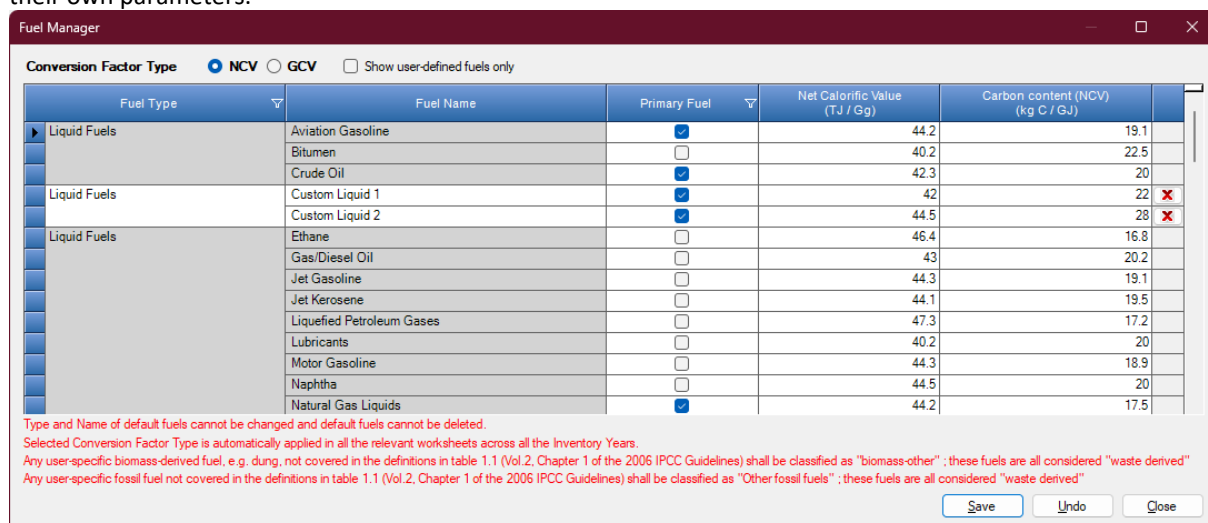 their own parameters.
Fuel Manager
Conversion Factor Type NCV GCV Show user-defined fuels only
Fuel Type Fuel Name Primary Fuel Net Calorific Value (TJ / Gg) Carbon content (NCV) (kg C / GJ)
Liquid Fuels Aviation Gasoline 44.2 19.1
Bitumen 40.2 22.5
Crude Oil 42.3 20
Liquid Fuels Custom Liquid 1 42 22
Custom Liquid 2 44.5 28
Liquid Fuels Ethane 46.4 16.8
Gas/Diesel Oil 43 20.2
Jet Gasoline 44.3 19.1
Jet Kerosene 44.1 19.5
Liquefied Petroleum Gases 47.3 17.2
Lubricants 40.2 20
Motor Gasoline 44.3 18.9
Naphtha 44.5 20
Natural Gas Liquids 44.2 17.5
Type and Name of default fuels cannot be changed and default fuels cannot be deleted.
Selected Conversion Factor Type is automatically applied in all the relevant worksheets across all the Inventory Years.
Any user-specific biomass-derived fuel, e.g. dung, not covered in the definitions in table 1.1 (Vol.2, Chapter 1 of the 2006 IPCC Guidelines) shall be classified as "biomass-other" ; these fuels are all considered "waste derived"
Any user-specific fossil fuel not covered in the definitions in table 1.1 (Vol.2, Chapter 1 of the 2006 IPCC Guidelines) shall be classified as "Other fossil fuels" ; these fuels are all considered "waste derived"
Save Undo Close